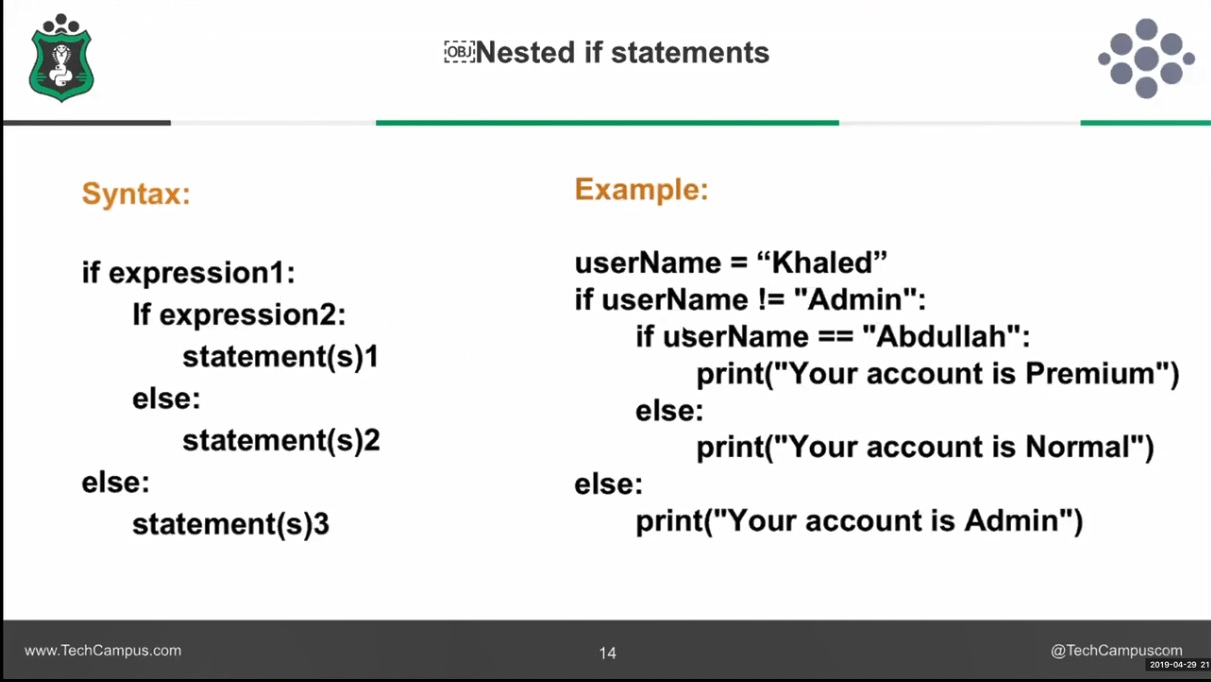 Nested if statements
Syntax:
if expression1:
If expression2:
statement(s)1
else:
statement(s)2
else:
statement(s)3
Example:
userName = “Khaled”
if userName != "Admin":
if userName == "Abdullah":
print("Your account is Premium")
else:
print("Your account is Normal")
else:
print("Your account is Admin")
www.TechCampus.com
14
@TechCampuscom
2019-04-29 21